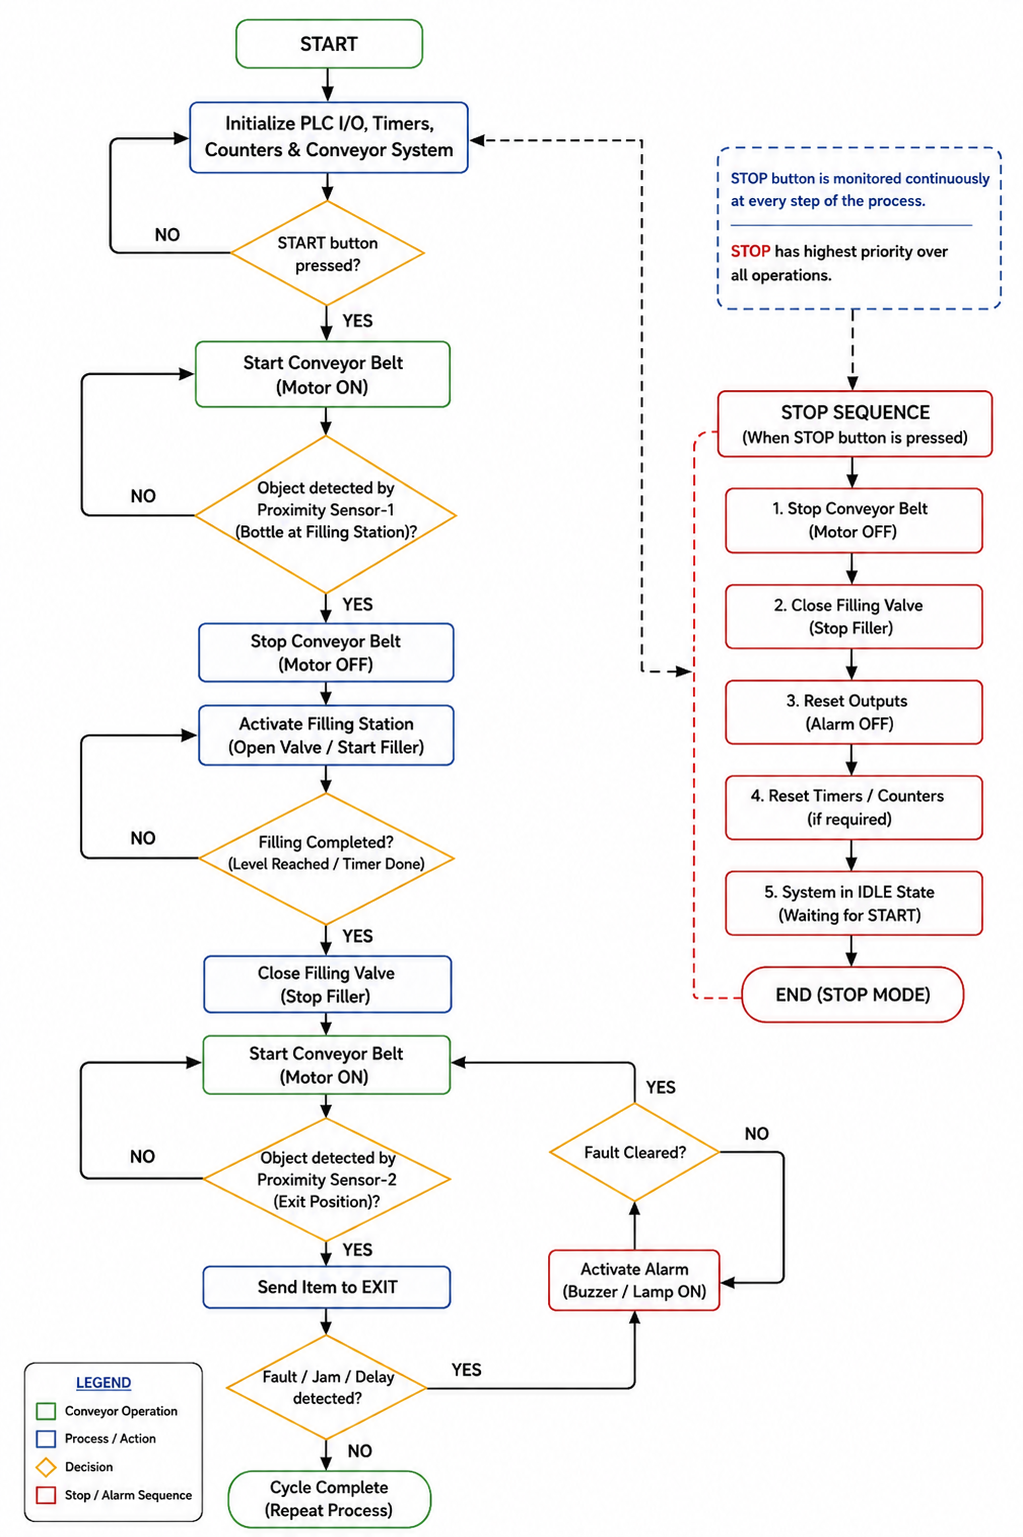 START
Initialize PLC I/O, Timers,
Counters & Conveyor System
START button
pressed?
NO
YES
Start Conveyor Belt
(Motor ON)
Object detected by
Proximity Sensor-1
(Bottle at Filling Station)?
NO
YES
Stop Conveyor Belt
(Motor OFF)
Activate Filling Station
(Open Valve / Start Filler)
Filling Completed?
(Level Reached / Timer Done)
NO
YES
Close Filling Valve
(Stop Filler)
Start Conveyor Belt
(Motor ON)
Object detected by
Proximity Sensor-2
(Exit Position)?
NO
YES
Send Item to EXIT
Fault / Jam / Delay
detected?
YES
NO
Cycle Complete
(Repeat Process)
Activate Alarm
(Buzzer / Lamp ON)
Fault Cleared?
YES
NO
STOP button is monitored continuously
at every step of the process.
STOP has highest priority over
all operations.
STOP SEQUENCE
(When STOP button is pressed)
1. Stop Conveyor Belt
(Motor OFF)
2. Close Filling Valve
(Stop Filler)
3. Reset Outputs
(Alarm OFF)
4. Reset Timers / Counters
(if required)
5. System in IDLE State
(Waiting for START)
END (STOP MODE)
LEGEND
Conveyor Operation
Process / Action
Decision
Stop / Alarm Sequence